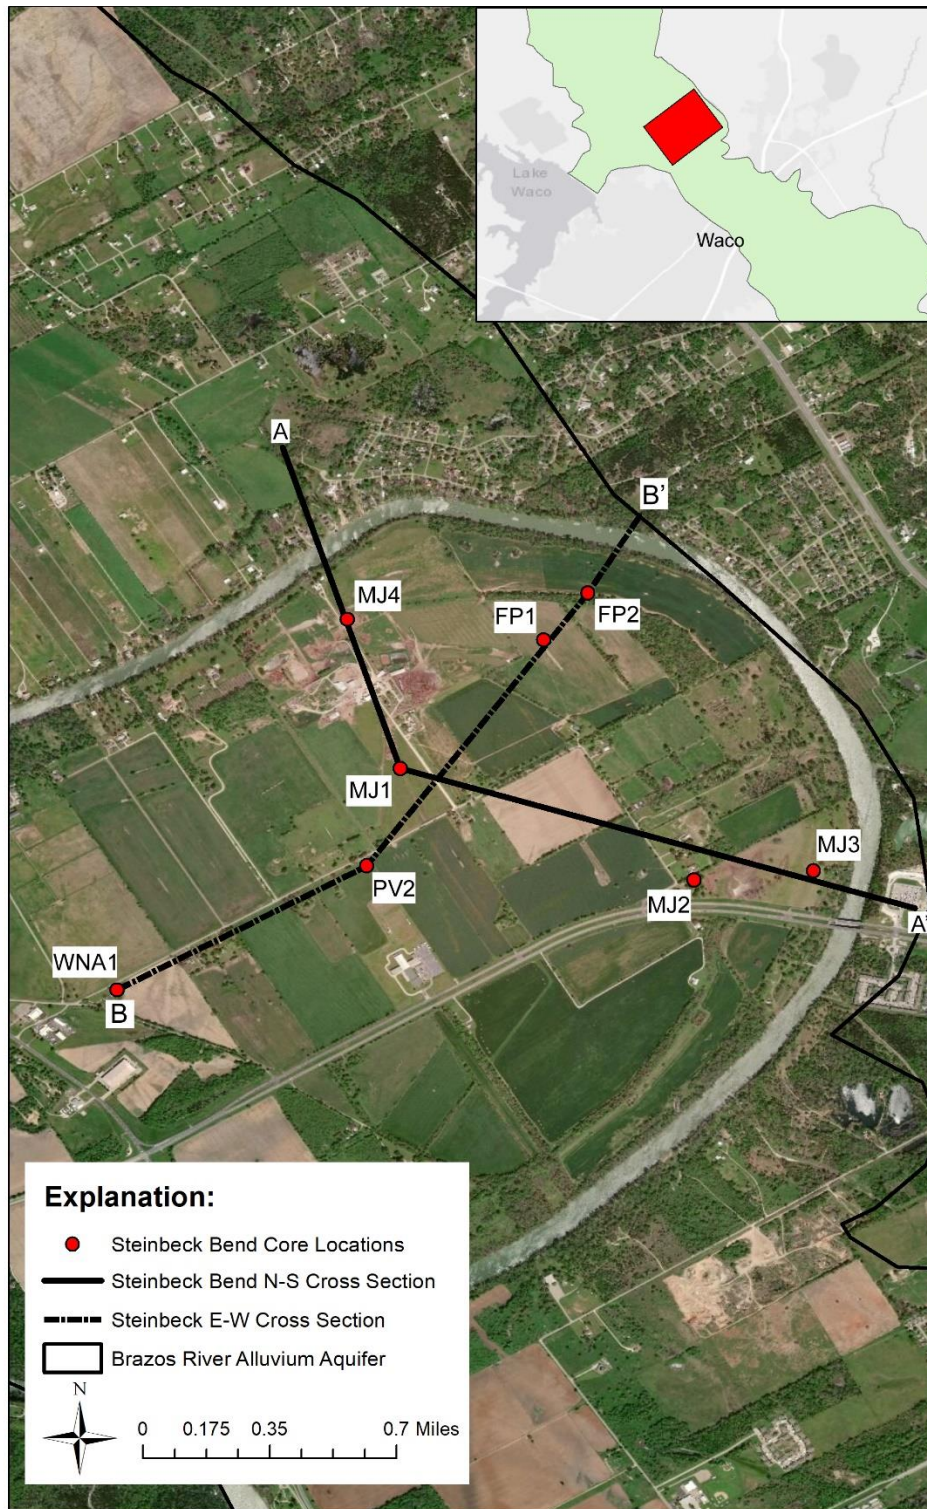 Lake
Waco
Waco
A
B'
MJ4
FP1
FP2
MJ1
MJ3
PV2
MJ2
A'
WNA1
B
Explanation:
Steinbeck Bend Core Locations
Steinbeck Bend N-S Cross Section
Steinbeck E-W Cross Section
Brazos River Alluvium Aquifer
N
0 0.175 0.35 0.7 Miles